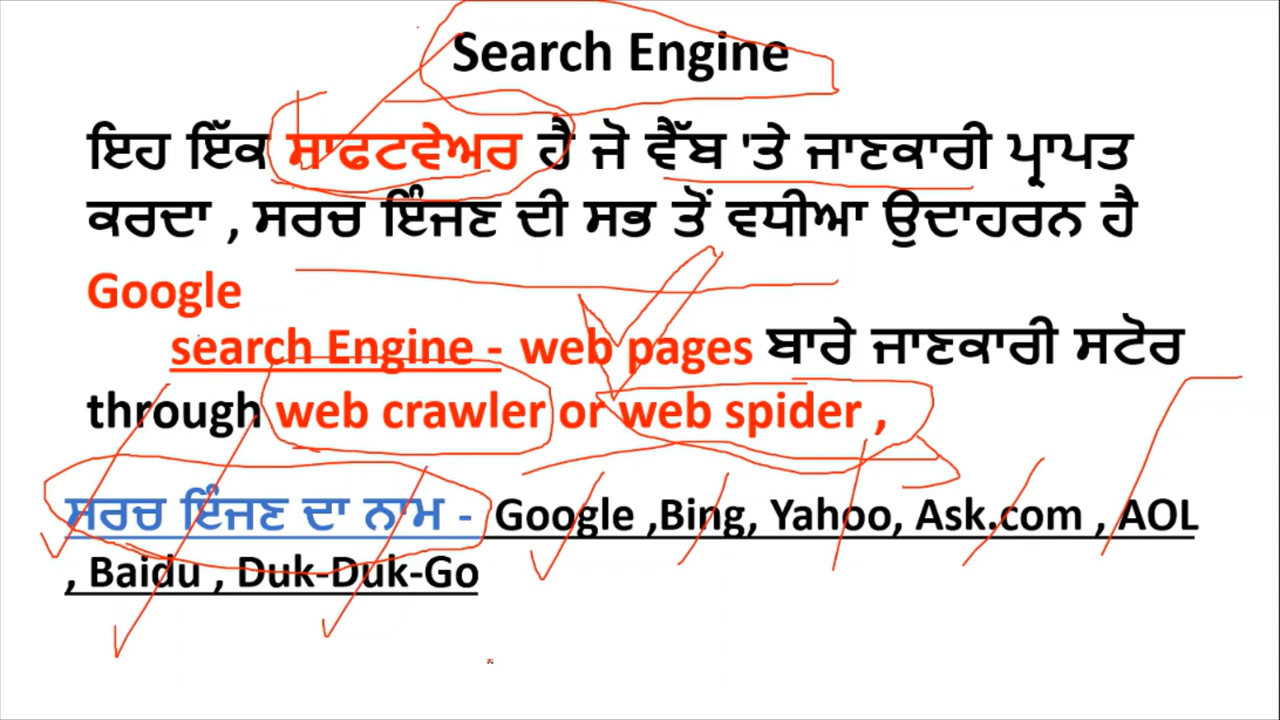 Search Engine
ਇਹ ਇੱਕ ਸਾਫਟਵੇਅਰ ਹੈ ਜੋ ਵੈੱਬ 'ਤੇ ਜਾਣਕਾਰੀ ਪ੍ਰਾਪਤ
ਕਰਦਾ , ਸਰਚ ਇੰਜਣ ਦੀ ਸਭ ਤੋਂ ਵਧੀਆ ਉਦਾਹਰਨ ਹੈ
Google
search Engine - web pages ਬਾਰੇ ਜਾਣਕਾਰੀ ਸਟੋਰ
through web crawler or web spider ,
ਸਰਚ ਇੰਜਣ ਦਾ ਨਾਮ - Google ,Bing, Yahoo, Ask.com , AOL
, Baidu , Duk-Duk-Go